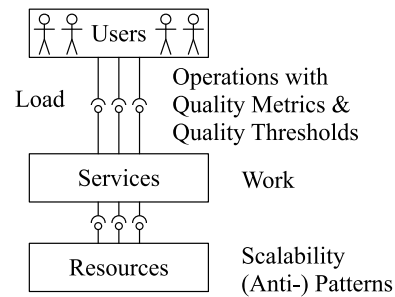 Users
Load
Operations with
Quality Metrics &
Quality Thresholds
Services
Work
Resources
Scalability
(Anti-) Patterns